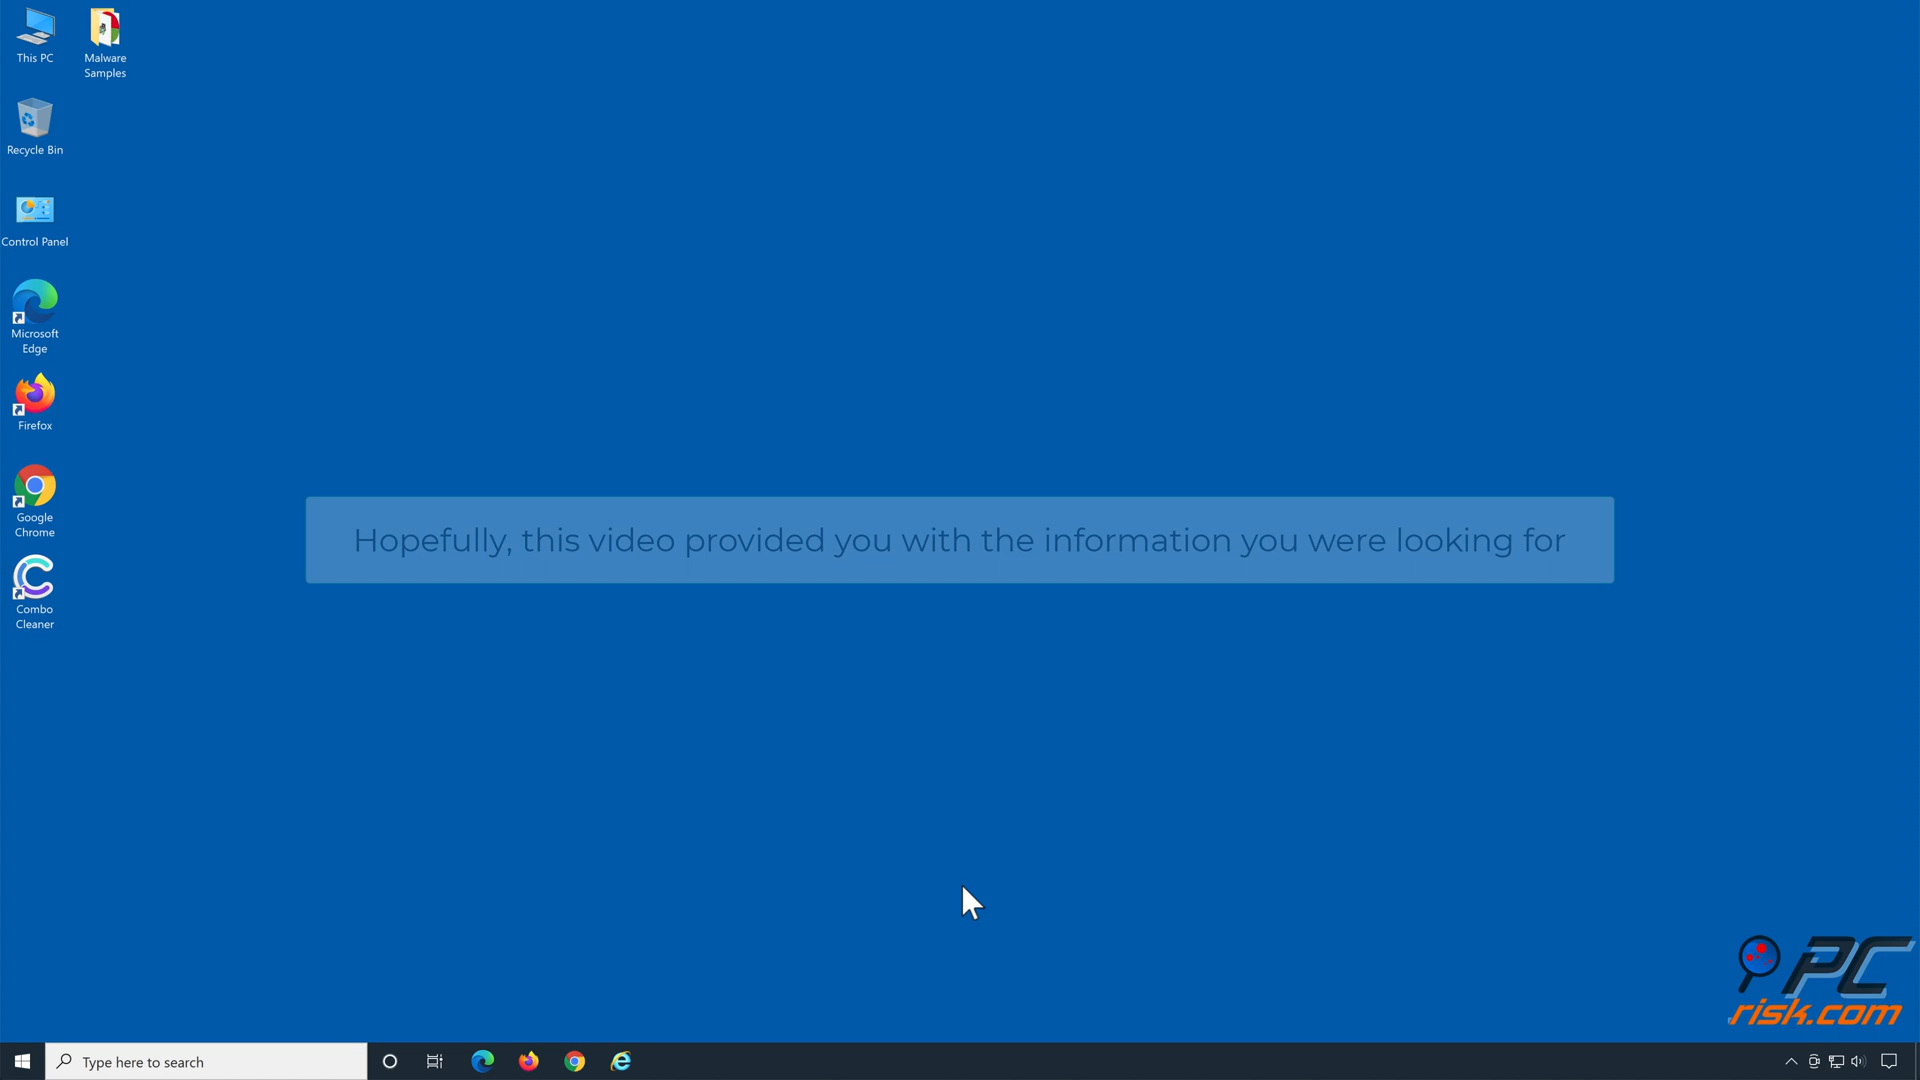 This PC
Malware
Samples
Recycle Bin
Control Panel
Microsoft
Edge
Firefox
Google
Chrome
Combo
Cleaner
Hopefully, this video provided you with the information you were looking for
PC
risk.com
Type here to search